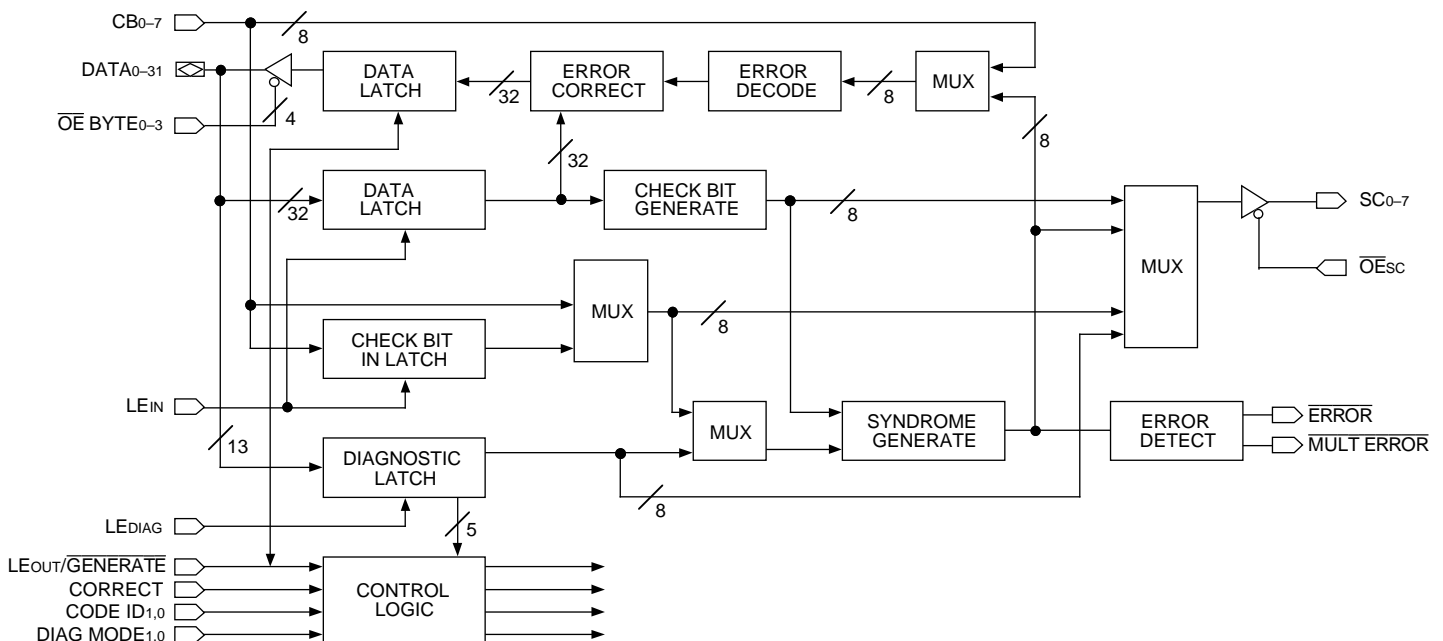 CB0–7
8
DATA0–31
DATA
LATCH
32
ERROR
CORRECT
ERROR
DECODE
8
MUX
OE BYTE0–3
4
8
32
32
DATA
LATCH
CHECK BIT
GENERATE
8
MUX
SC0–7
OESC
MUX
8
CHECK BIT
IN LATCH
LEIN
13
MUX
SYNDROME
GENERATE
ERROR
DETECT
ERROR
MULT ERROR
DIAGNOSTIC
LATCH
8
LEDIAG
5
LEOUT/GENERATE
CORRECT
CODE ID1,0
DIAG MODE1,0
CONTROL
LOGIC